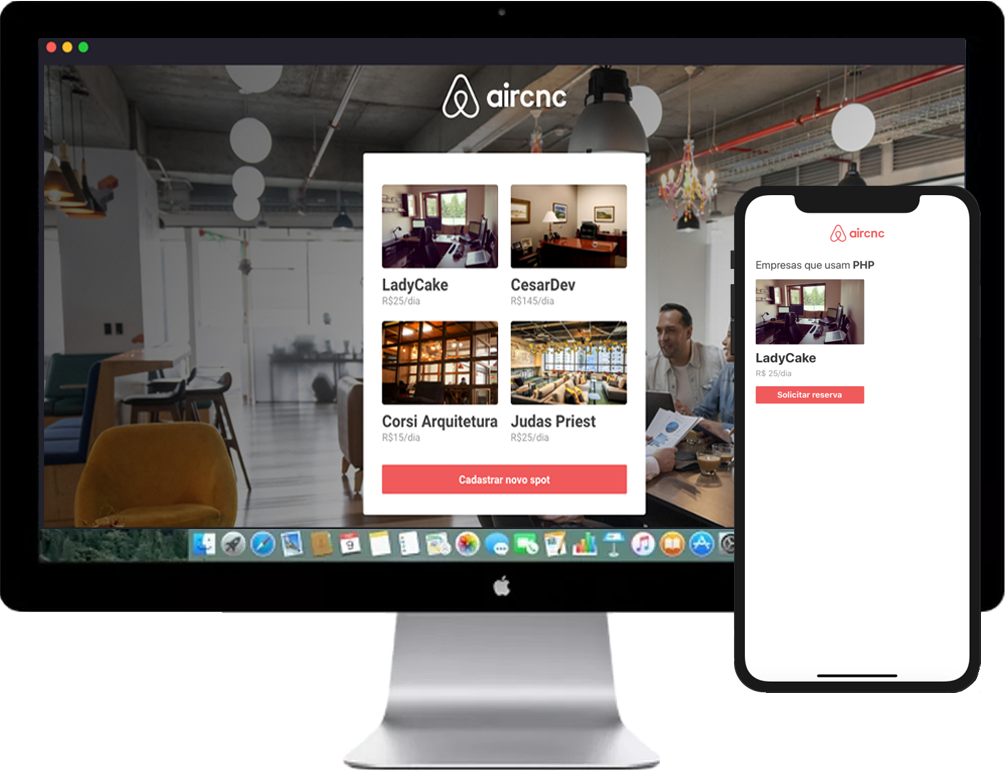 aircnc
LadyCake
R$25/dia
CesarDev
R$145/dia
Corsi Arquitetura
R$15/dia
Judas Priest
R$25/dia
Cadastrar novo spot
9
aircnc
Empresas que usam PHP
LadyCake
R$ 25/dia
Solicitar reserva